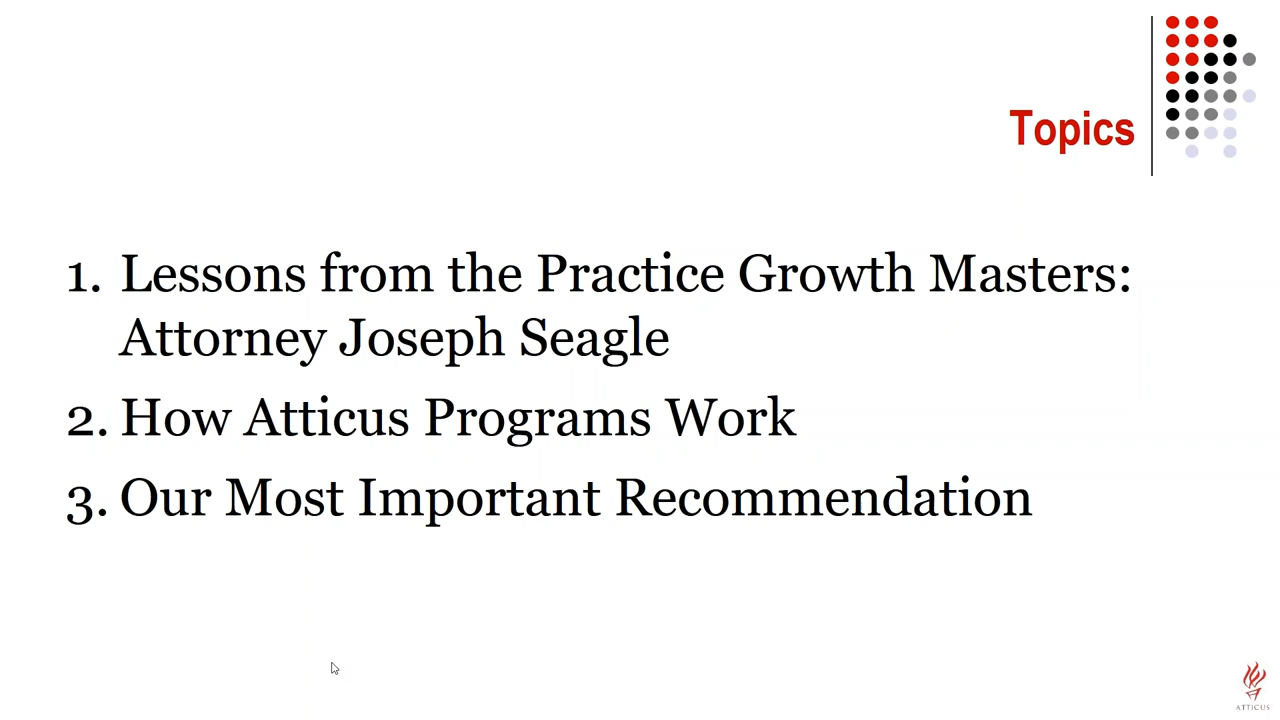 Topics
1. Lessons from the Practice Growth Masters:
Attorney Joseph Seagle
2. How Atticus Programs Work
3. Our Most Important Recommendation
ATTICUS